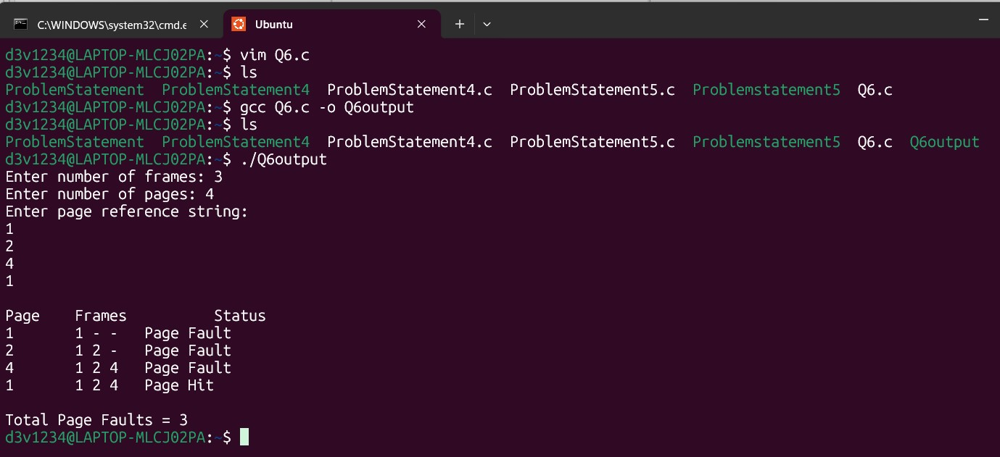 C:\WINDOWS\system32\cmd.e Ubuntu
d3v1234@LAPTOP-MLCJ02PA:~$ vim Q6.c
d3v1234@LAPTOP-MLCJ02PA:~$ ls
ProblemStatement  ProblemStatement4  ProblemStatement4.c  ProblemStatement5.c  Problemstatement5  Q6.c
d3v1234@LAPTOP-MLCJ02PA:~$ gcc Q6.c -o Q6output
d3v1234@LAPTOP-MLCJ02PA:~$ ls
ProblemStatement  ProblemStatement4  ProblemStatement4.c  ProblemStatement5.c  Problemstatement5  Q6.c  Q6output
d3v1234@LAPTOP-MLCJ02PA:~$ ./Q6output
Enter number of frames: 3
Enter number of pages: 4
Enter page reference string:
1
2
4
1
Page    Frames          Status
1       1 - -   Page Fault
2       1 2 -   Page Fault
4       1 2 4   Page Fault
1       1 2 4   Page Hit
Total Page Faults = 3
d3v1234@LAPTOP-MLCJ02PA:~$